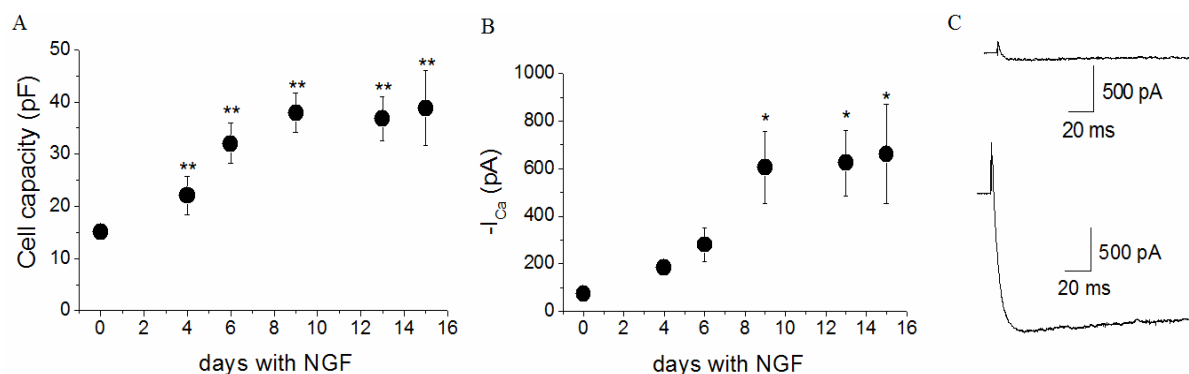 A
50
40
30
20
10
0
Cell capacity (pF)
** ** ** ** **
0 2 4 6 8 10 12 14 16
days with NGF
B
1000
800
600
400
200
0
-I_Ca (pA)
* * *
0 2 4 6 8 10 12 14 16
days with NGF
C
500 pA
20 ms
500 pA
20 ms